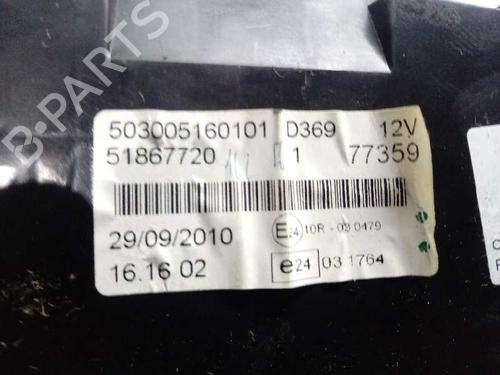 B-PARTS
503005160101 D369 12V
51867720 1 77359
29/09/2010 E24 10R - 03 0479
16.16 02 e24 03 1764